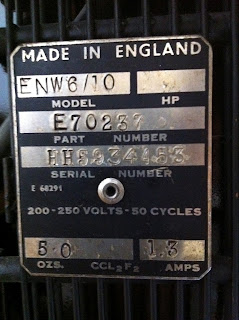 MADE IN ENGLAND
ENW6/10
MODEL HP
E70237
PART NUMBER
SERIAL NUMBER
E 68291
200-250 VOLTS-50 CYCLES
5.0 1.3
OZS. CCL₂F₂ AMPS